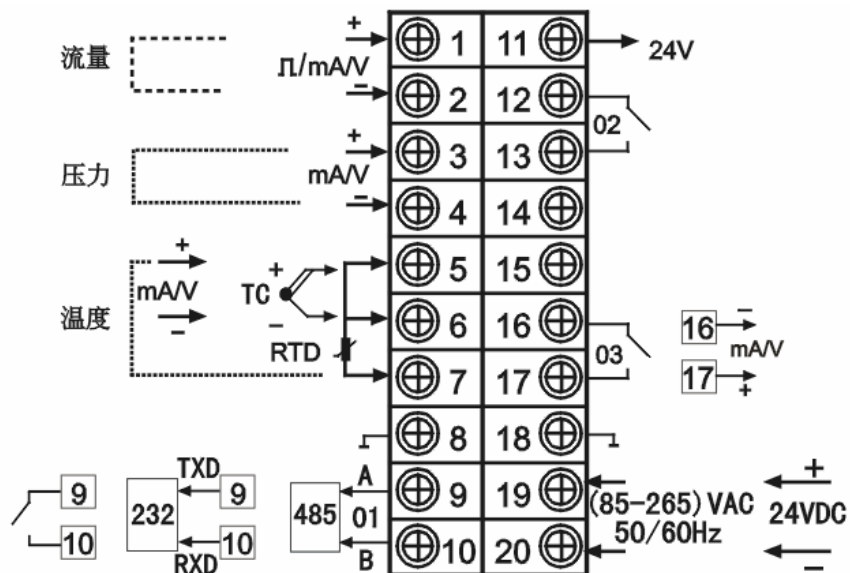 流量
+
⎍/mA/V
−
1 11
24V
2 12
02
压力
+
mA/V
−
3 13
4 14
温度
+
mA/V
−
+
TC
−
RTD
5 15
6 16
03
7 17
16 −
mA/V
17 +
8 18
9
10
TXD
232
9
10
RXD
485
A
01
B
9 19
10 20
(85-265)VAC
50/60Hz
+
24VDC
−